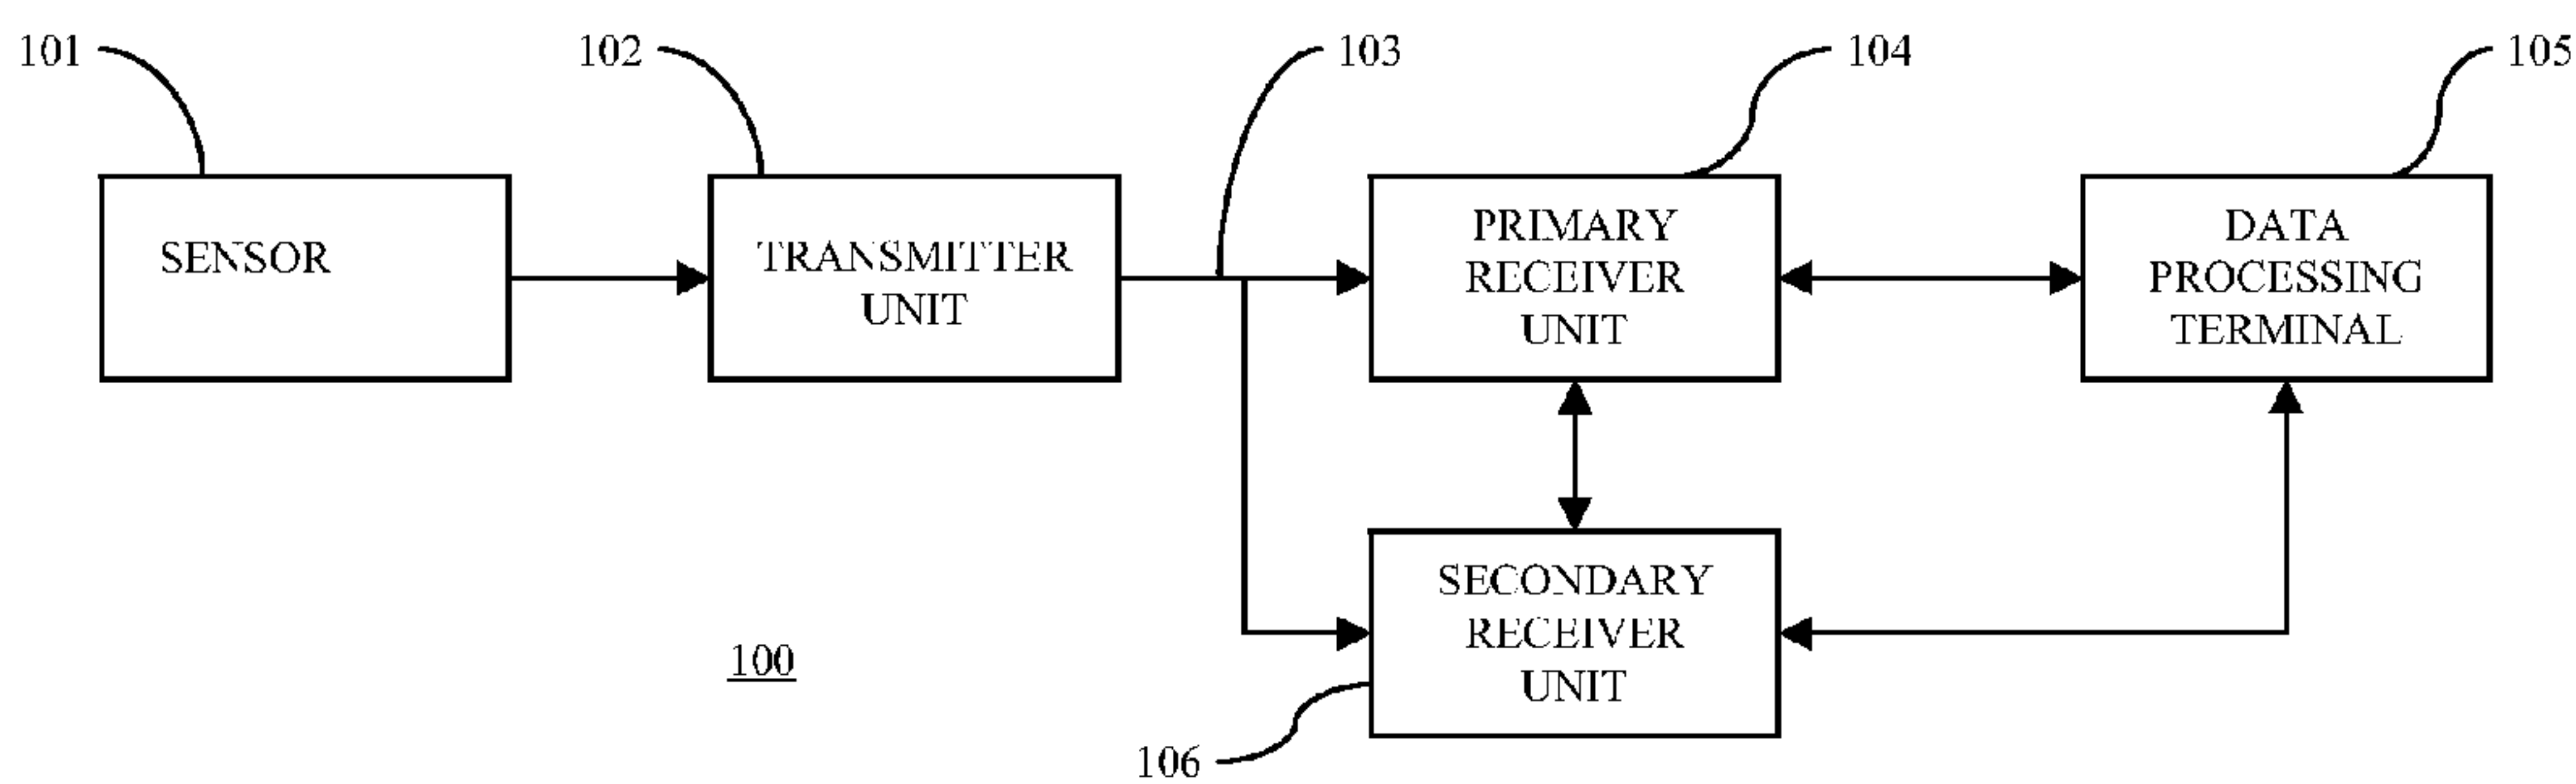 101
102
103
104
105
SENSOR
TRANSMITTER
UNIT
PRIMARY
RECEIVER
UNIT
DATA
PROCESSING
TERMINAL
SECONDARY
RECEIVER
UNIT
100
106